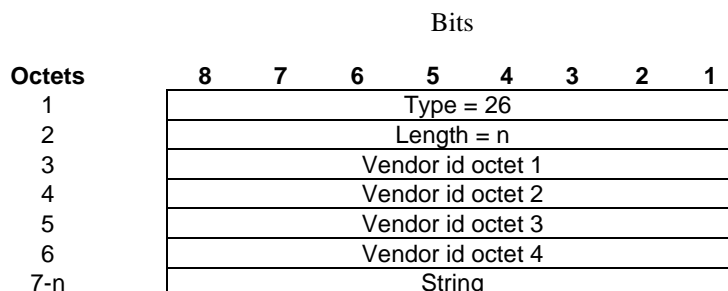 Bits
Octets 8 7 6 5 4 3 2 1
1 Type = 26
2 Length = n
3 Vendor id octet 1
4 Vendor id octet 2
5 Vendor id octet 3
6 Vendor id octet 4
7-n String